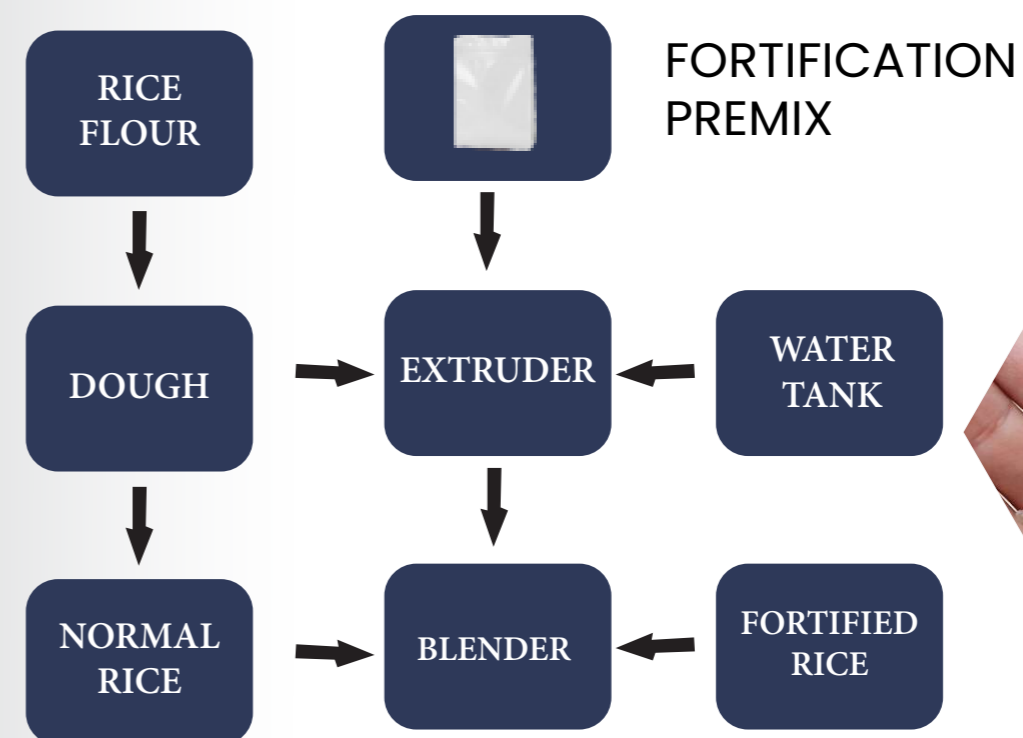 RICE
FLOUR
FORTIFICATION
PREMIX
DOUGH
EXTRUDER
WATER
TANK
NORMAL
RICE
BLENDER
FORTIFIED
RICE